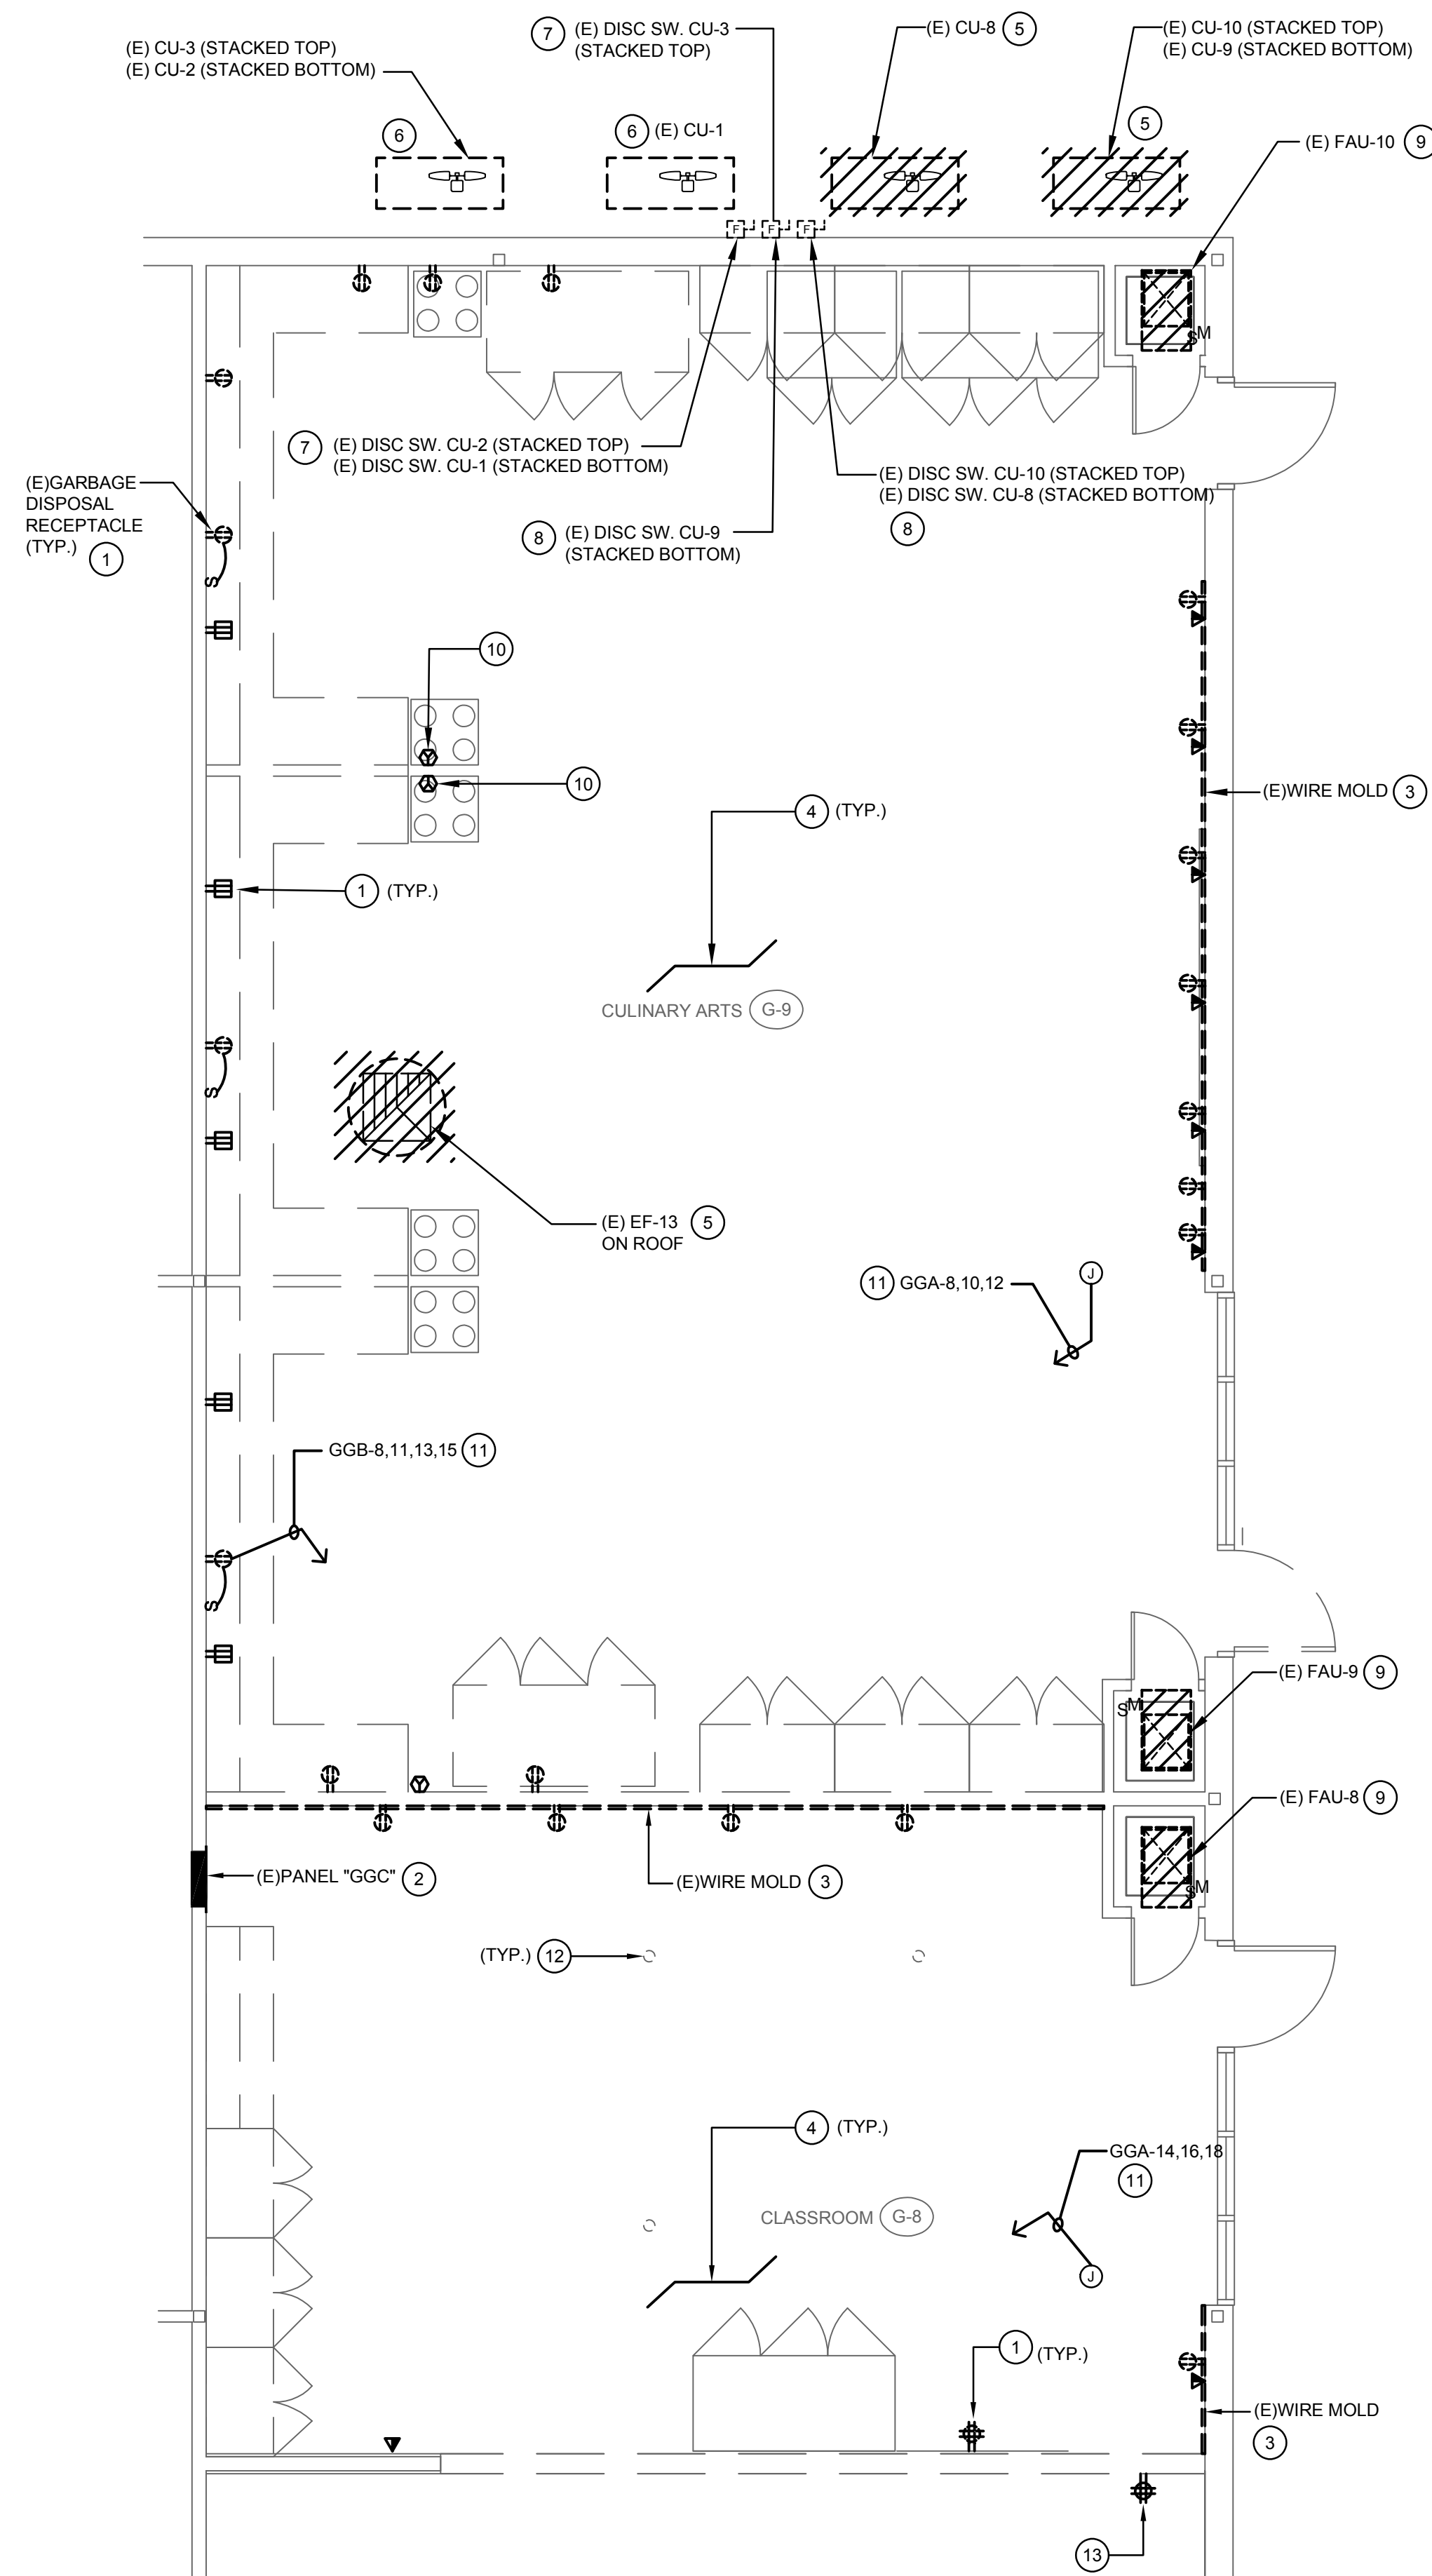 (E) CU-3 (STACKED TOP)
(E) CU-2 (STACKED BOTTOM)
6
7
(E) DISC SW. CU-3
(STACKED TOP)
6 (E) CU-1
(E) CU-8 5
(E) CU-10 (STACKED TOP)
(E) CU-9 (STACKED BOTTOM)
5
(E) FAU-10 9
F
F
F
S M
7
(E) DISC SW. CU-2 (STACKED TOP)
(E) DISC SW. CU-1 (STACKED BOTTOM)
8
(E) DISC SW. CU-9
(STACKED BOTTOM)
(E) DISC SW. CU-10 (STACKED TOP)
(E) DISC SW. CU-8 (STACKED BOTTOM)
8
(E)GARBAGE
DISPOSAL
RECEPTACLE
(TYP.) 1
S
10
10
(E)WIRE MOLD 3
4 (TYP.)
1 (TYP.)
CULINARY ARTS G-9
S
(E) EF-13 5
ON ROOF
11 GGA-8,10,12
J
GGB-8,11,13,15 11
S
(E) FAU-9 9
S M
(E) FAU-8 9
S M
(E)PANEL "GGC" 2
(E)WIRE MOLD 3
(TYP.) 12
4 (TYP.)
GGA-14,16,18
11
CLASSROOM G-8
J
1 (TYP.)
(E)WIRE MOLD
3
13